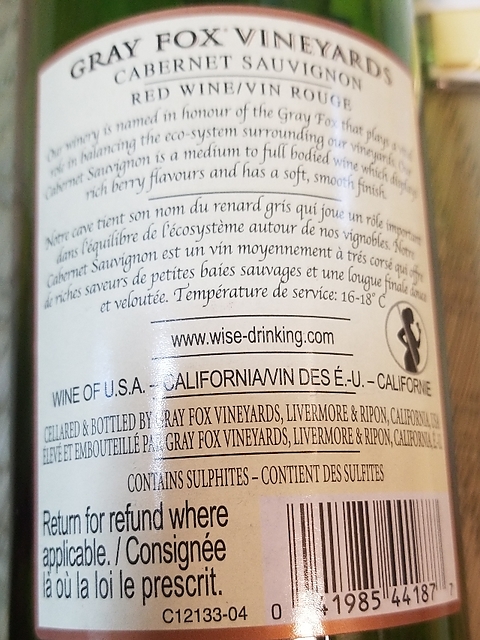 GRAY FOX VINEYARDS
CABERNET SAUVIGNON
RED WINE/VIN ROUGE
Our winery is named in honour of the Gray Fox that plays a
role in balancing the eco-system surrounding our vineyards. Our
Cabernet Sauvignon is a medium to full bodied wine which displays
rich berry flavours and has a soft, smooth finish.
Notre cave tient son nom du renard gris qui joue un rôle important
dans l'équilibre de l'écosystème autour de nos vignobles. Notre
Cabernet Sauvignon est un vin moyennement à trés corsé qui offre
de riches saveurs de petites baies sauvages et une lougue finale douce
et veloutée. Température de service: 16-18° C
www.wise-drinking.com
WINE OF U.S.A. – CALIFORNIA/VIN DES É.-U. – CALIFORNIE
CELLARED & BOTTLED BY GRAY FOX VINEYARDS, LIVERMORE & RIPON, CALIFORNIA, USA
ÉLEVÉ ET EMBOUTEILLÉ PAR GRAY FOX VINEYARDS, LIVERMORE & RIPON, CALIFORNIA, É.-U.
CONTAINS SULPHITES – CONTIENT DES SULFITES
Return for refund where
applicable. / Consignée
là où la loi le prescrit.
C12133-04
0 41985 44187 7